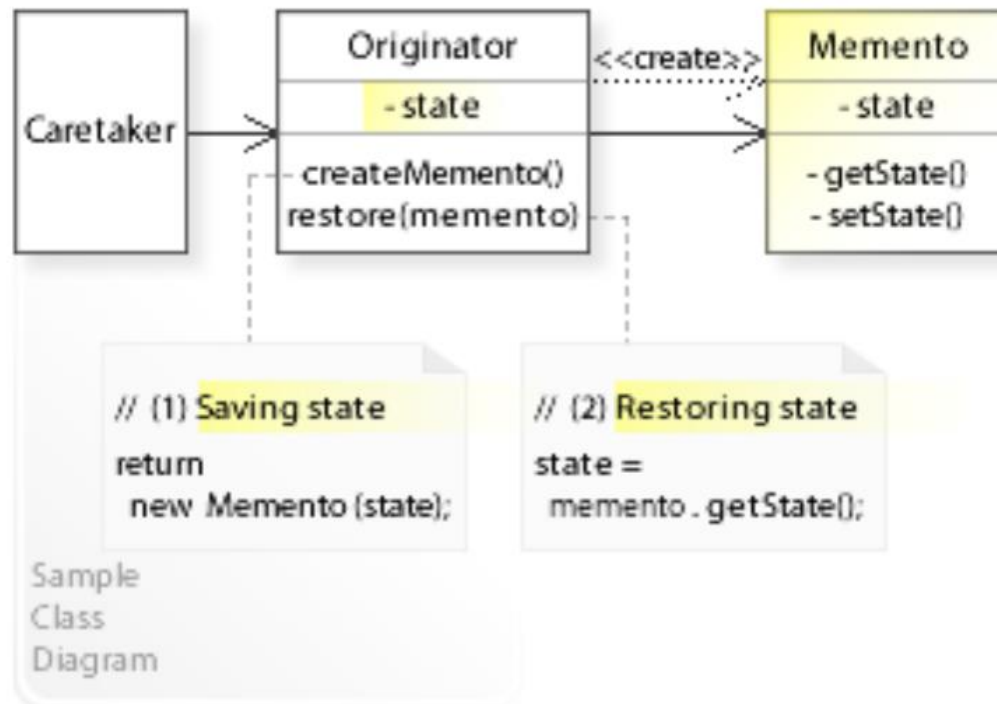 Caretaker
Originator
- state
createMemento()
restore(memento)
<<create>>
Memento
- state
- getState()
- setState()
// (1) Saving state
return
new Memento (state);
// (2) Restoring state
state =
memento . getState();
Sample
Class
Diagram